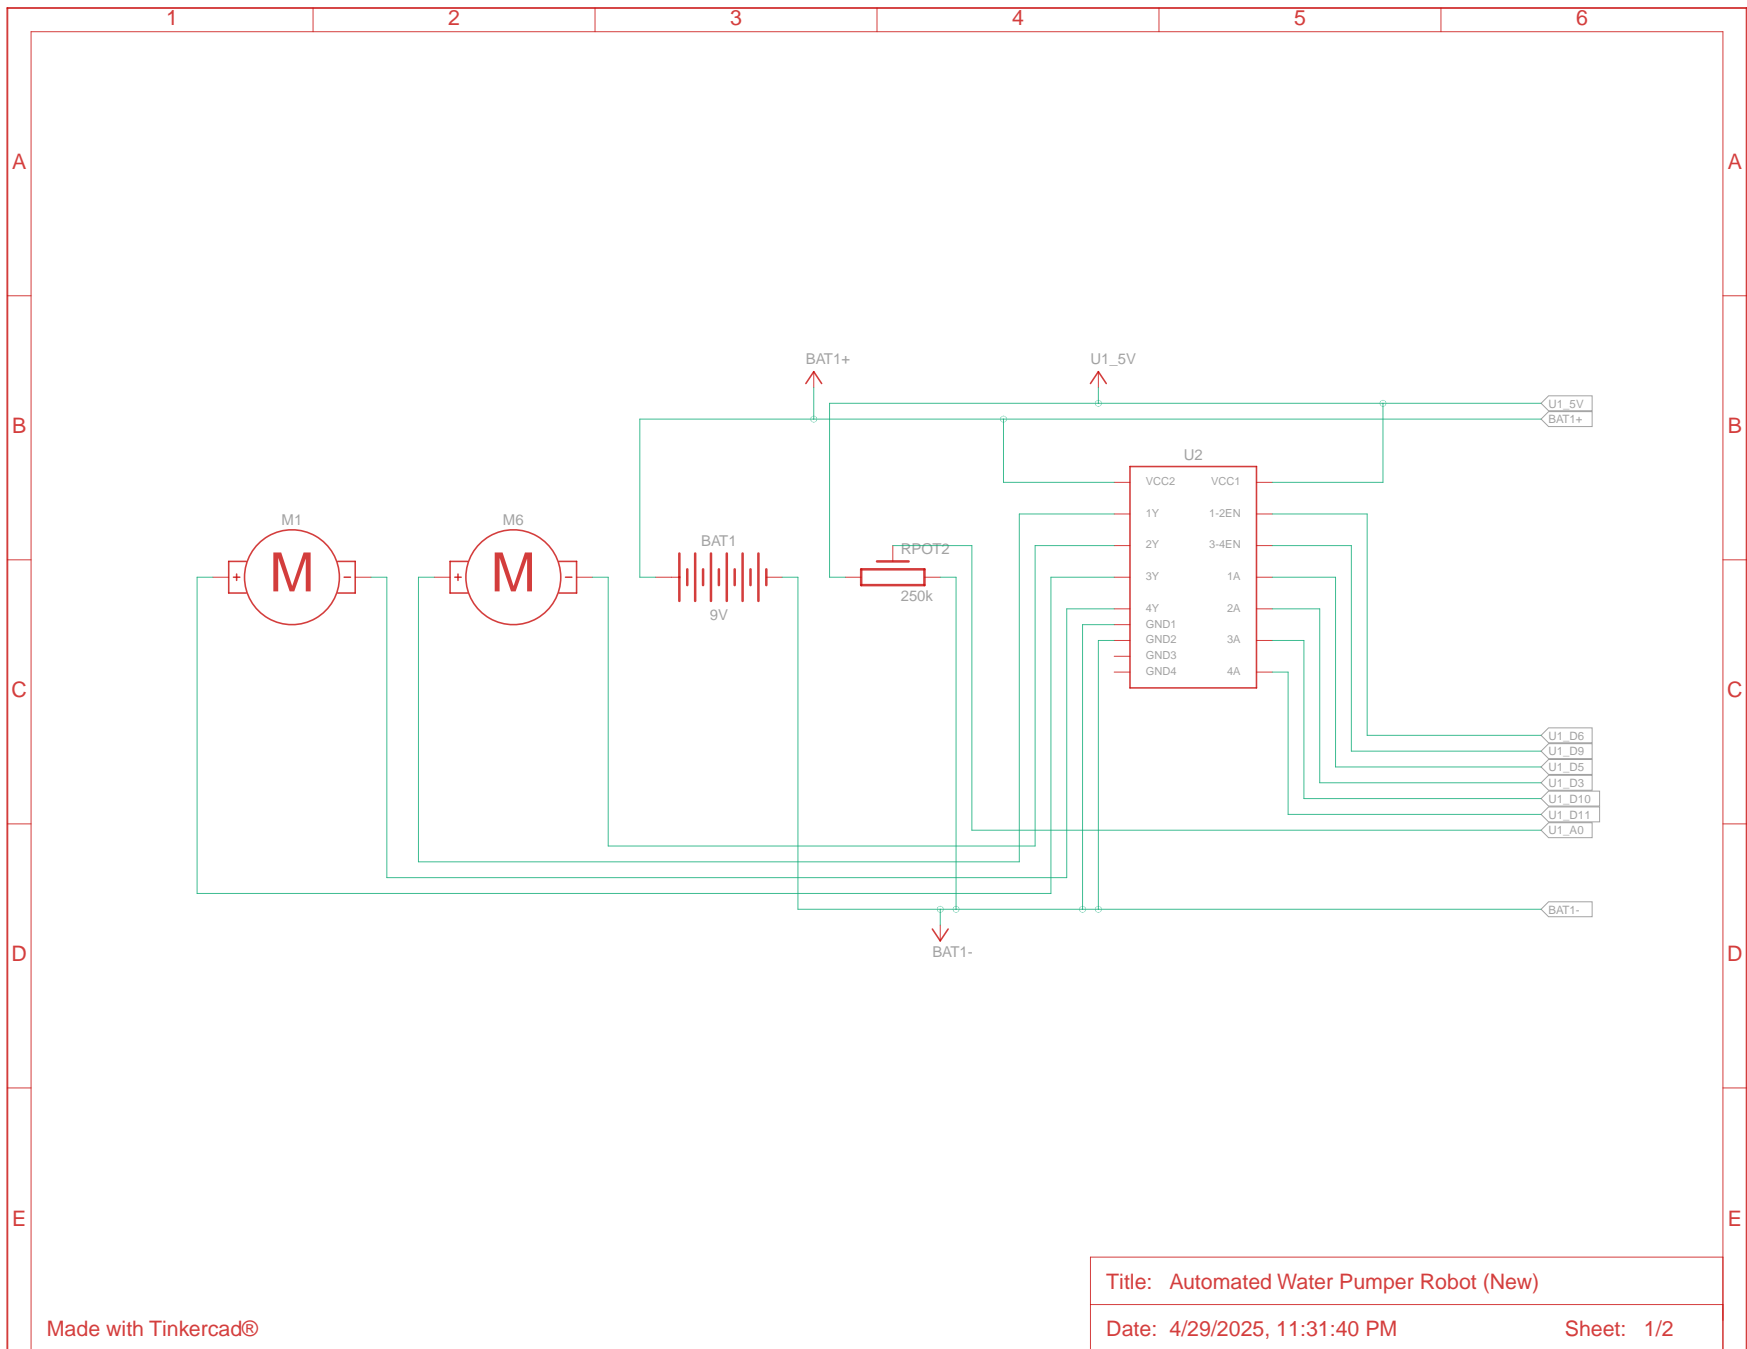 1 2 3 4 5 6
A A
BAT1+ U1_5V
U1_5V
B BAT1+ B
U2
VCC2 VCC1
M1 M6 1Y 1-2EN
BAT1 RPOT2 2Y 3-4EN
+ M - + M - 3Y 1A
250k
9V 4Y 2A
GND1
GND2 3A
GND3
GND4 4A
C C
U1_D6
U1_D9
U1_D5
U1_D3
U1_D10
U1_D11
U1_A0
BAT1-
D BAT1- D
E E
Title: Automated Water Pumper Robot (New)
Made with Tinkercad® Date: 4/29/2025, 11:31:40 PM Sheet: 1/2